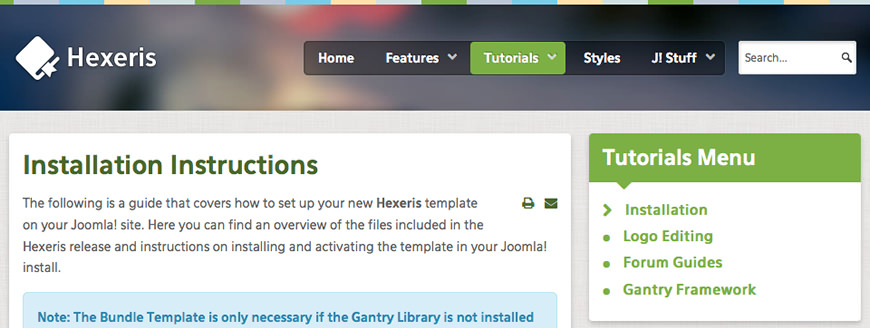 Hexeris
Home Features Tutorials Styles J! Stuff Search...
Installation Instructions
The following is a guide that covers how to set up your new Hexeris template
on your Joomla! site. Here you can find an overview of the files included in the
Hexeris release and instructions on installing and activating the template in your Joomla!
install.
Note: The Bundle Template is only necessary if the Gantry Library is not installed
Tutorials Menu
Installation
Logo Editing
Forum Guides
Gantry Framework